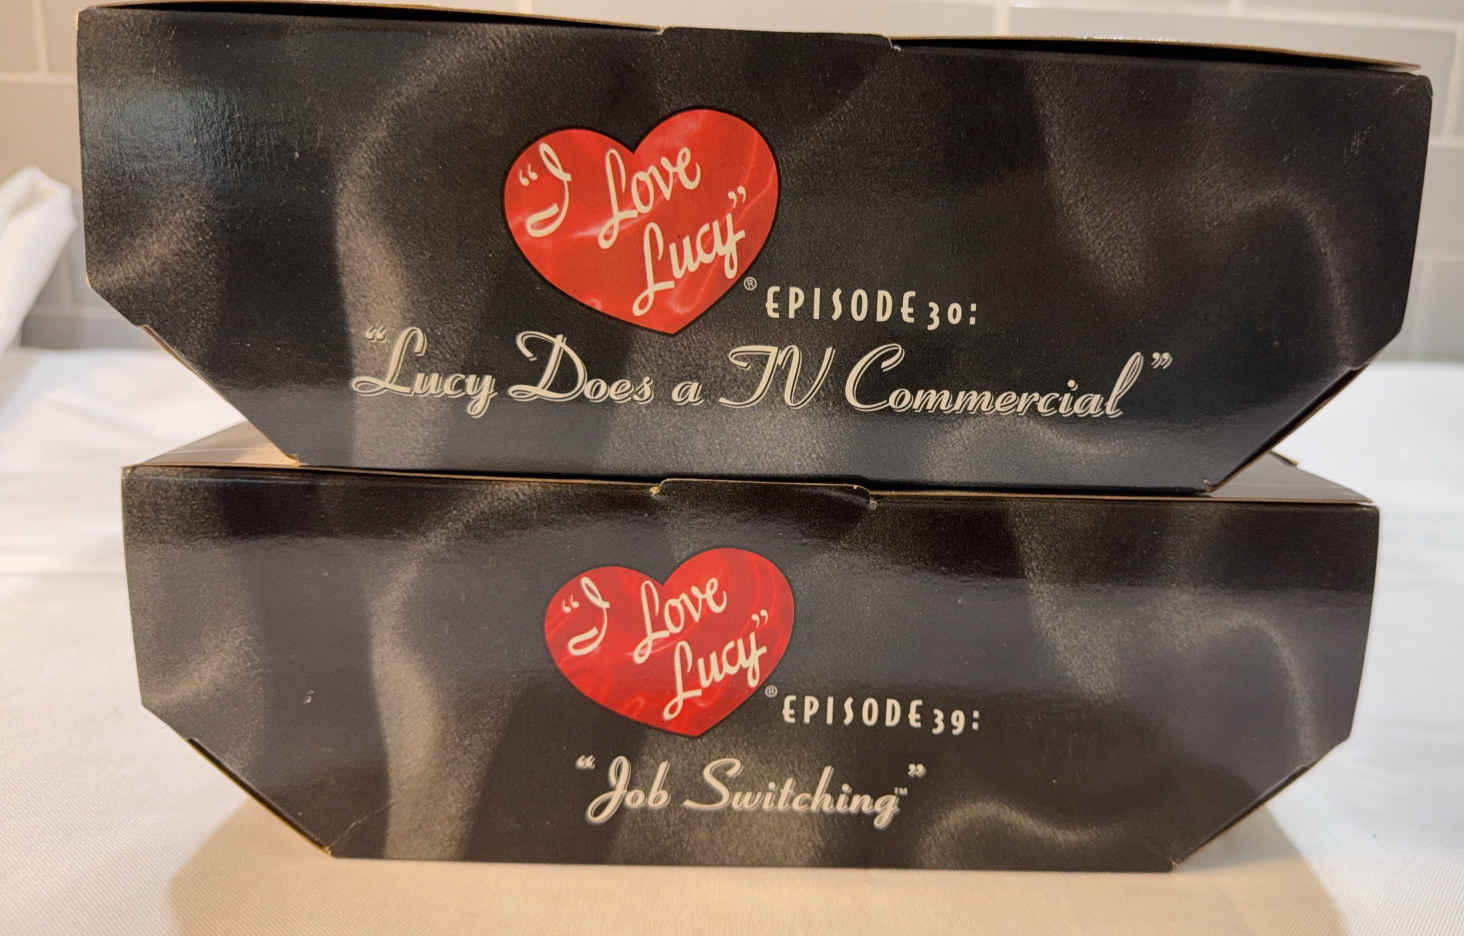 "I Love
Lucy"®
EPISODE 30:
"Lucy Does a TV Commercial"
"I Love
Lucy"®
EPISODE 39:
"Job Switching"™